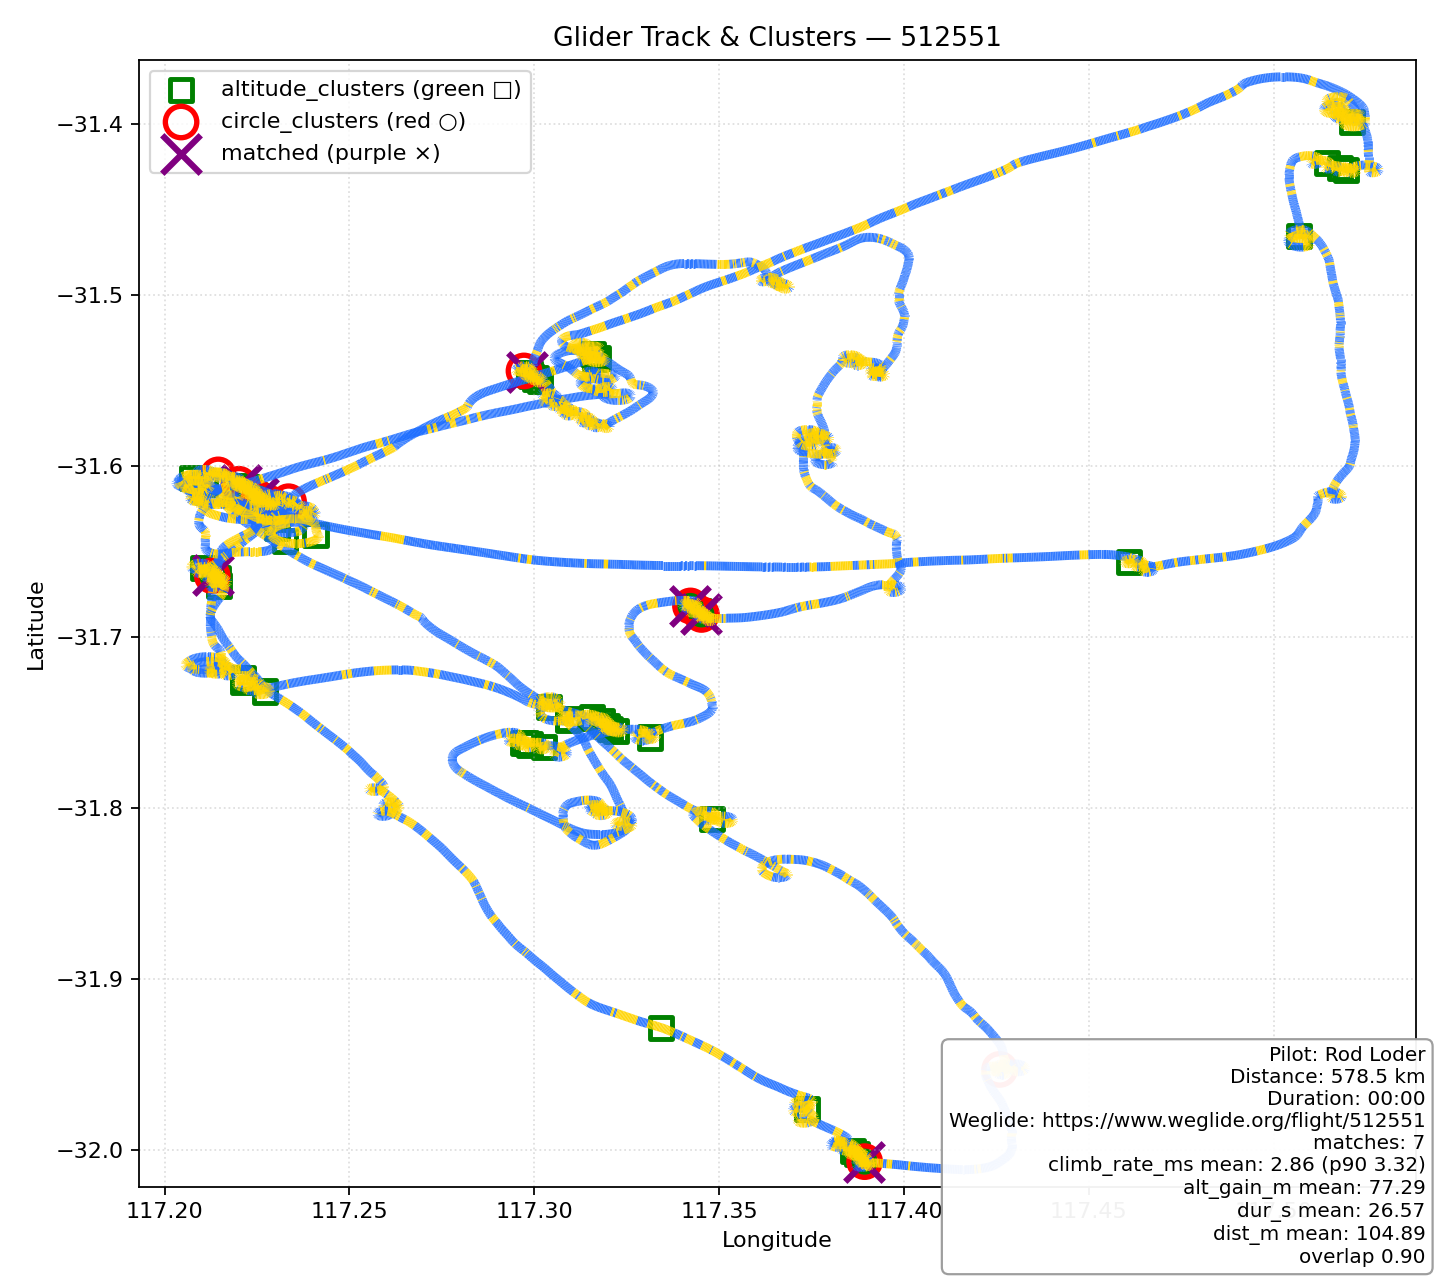 Glider Track & Clusters — 512551
altitude_clusters (green □)
circle_clusters (red ○)
matched (purple ×)
−31.4
−31.5
−31.6
−31.7
−31.8
−31.9
−32.0
Latitude
117.20
117.25
117.30
117.35
117.40
117.45
Longitude
Pilot: Rod Loder
Distance: 578.5 km
Duration: 00:00
Weglide: https://www.weglide.org/flight/512551
matches: 7
climb_rate_ms mean: 2.86 (p90 3.32)
alt_gain_m mean: 77.29
dur_s mean: 26.57
dist_m mean: 104.89
overlap 0.90